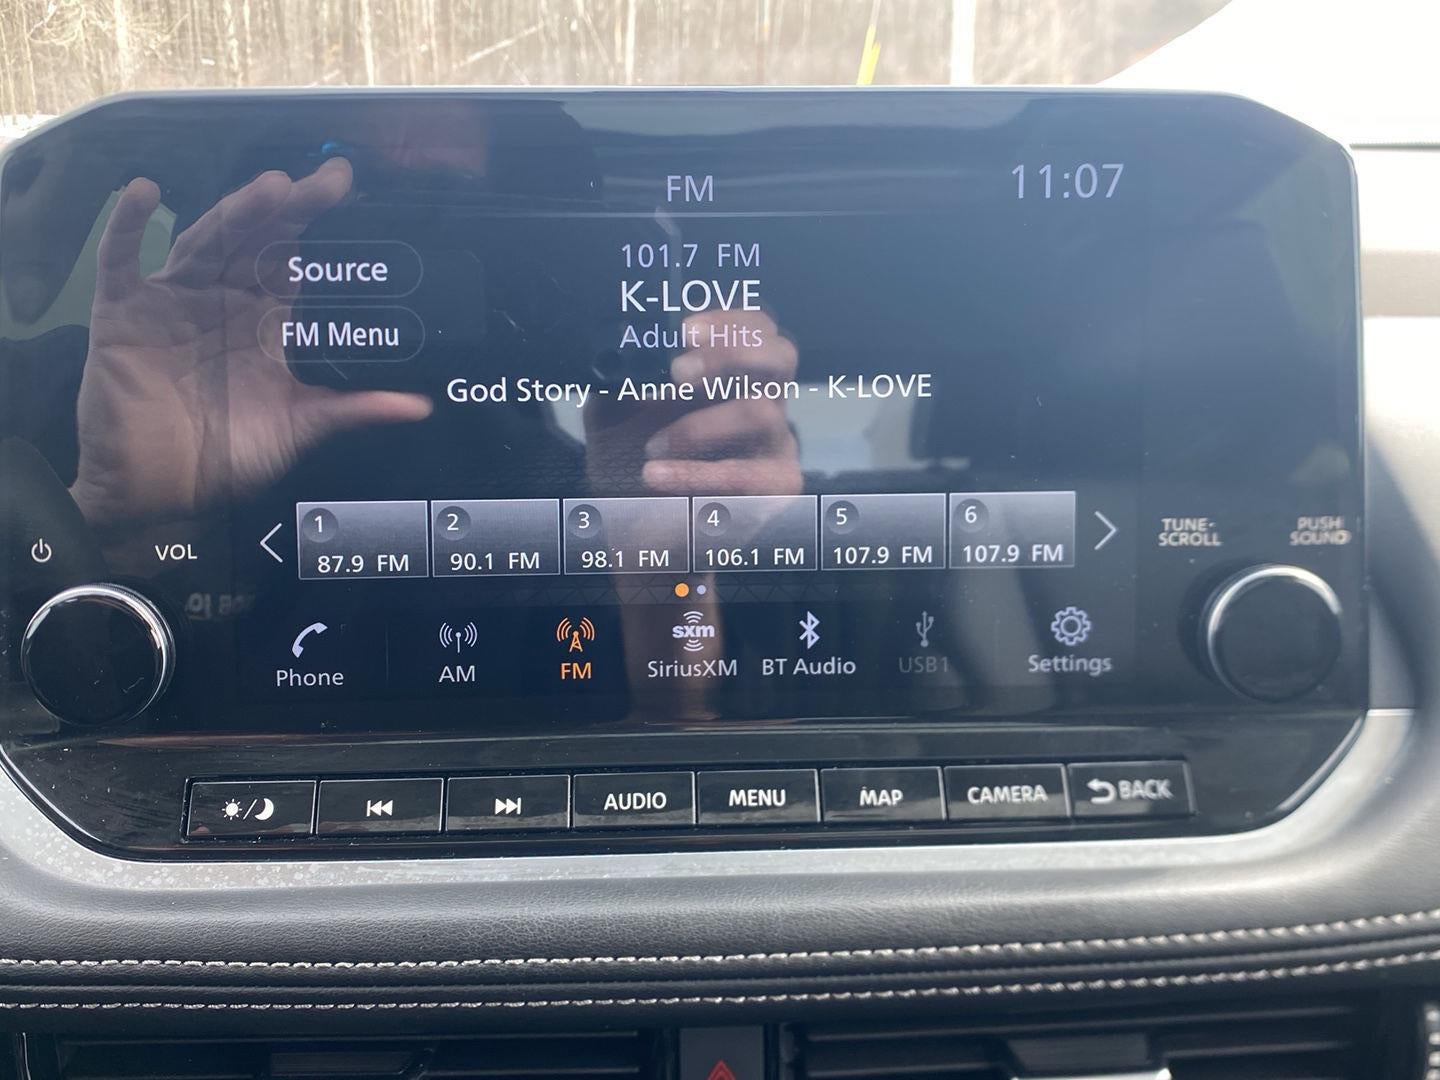 FM
11:07
Source
101.7 FM
K-LOVE
FM Menu
Adult Hits
God Story - Anne Wilson - K-LOVE
VOL
TUNE-
SCROLL
PUSH
SOUND
1
2
3
4
5
6
87.9 FM
90.1 FM
98.1 FM
106.1 FM
107.9 FM
107.9 FM
sxm
Phone
AM
FM
SiriusXM
BT Audio
USB1
Settings
AUDIO
MENU
MAP
CAMERA
BACK